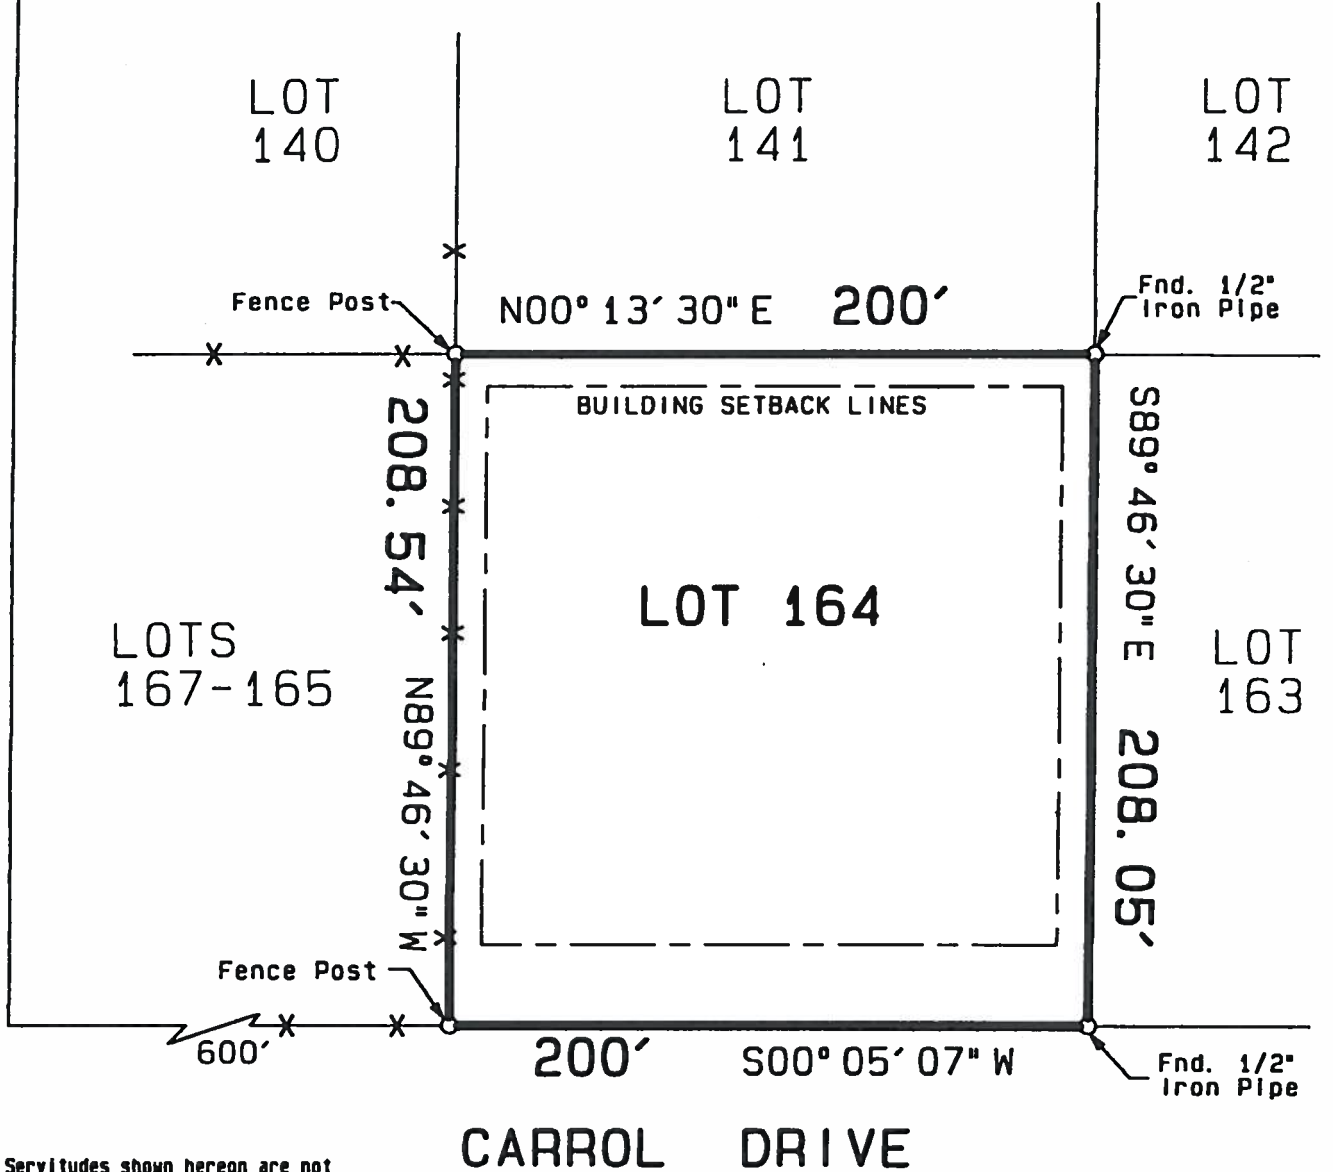 LOT
140
LOT
141
LOT
142
Fence Post
N00° 13′ 30" E 200′
Fnd. 1/2"
Iron Pipe
BUILDING SETBACK LINES
208.54′
N89° 46′ 30" W
S89° 46′ 30" E
208.05′
LOT 164
LOTS
167-165
LOT
163
Fence Post
600′
200′ S00° 05′ 07" W
Fnd. 1/2"
Iron Pipe
CARROL DRIVE
Servitudes shown hereon are not